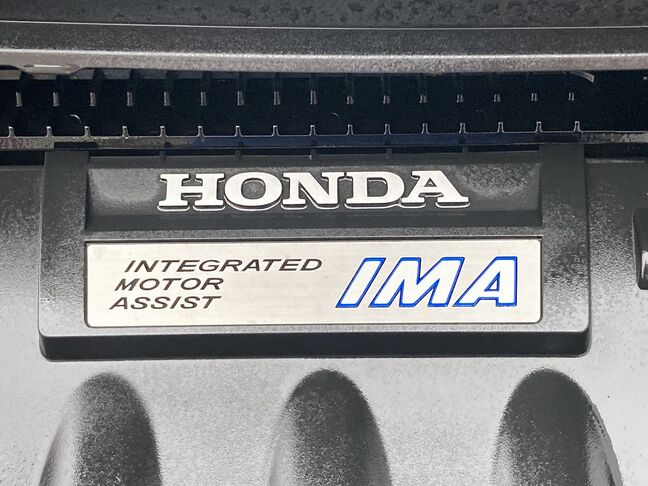 HONDA
INTEGRATED
MOTOR
ASSIST
IMA